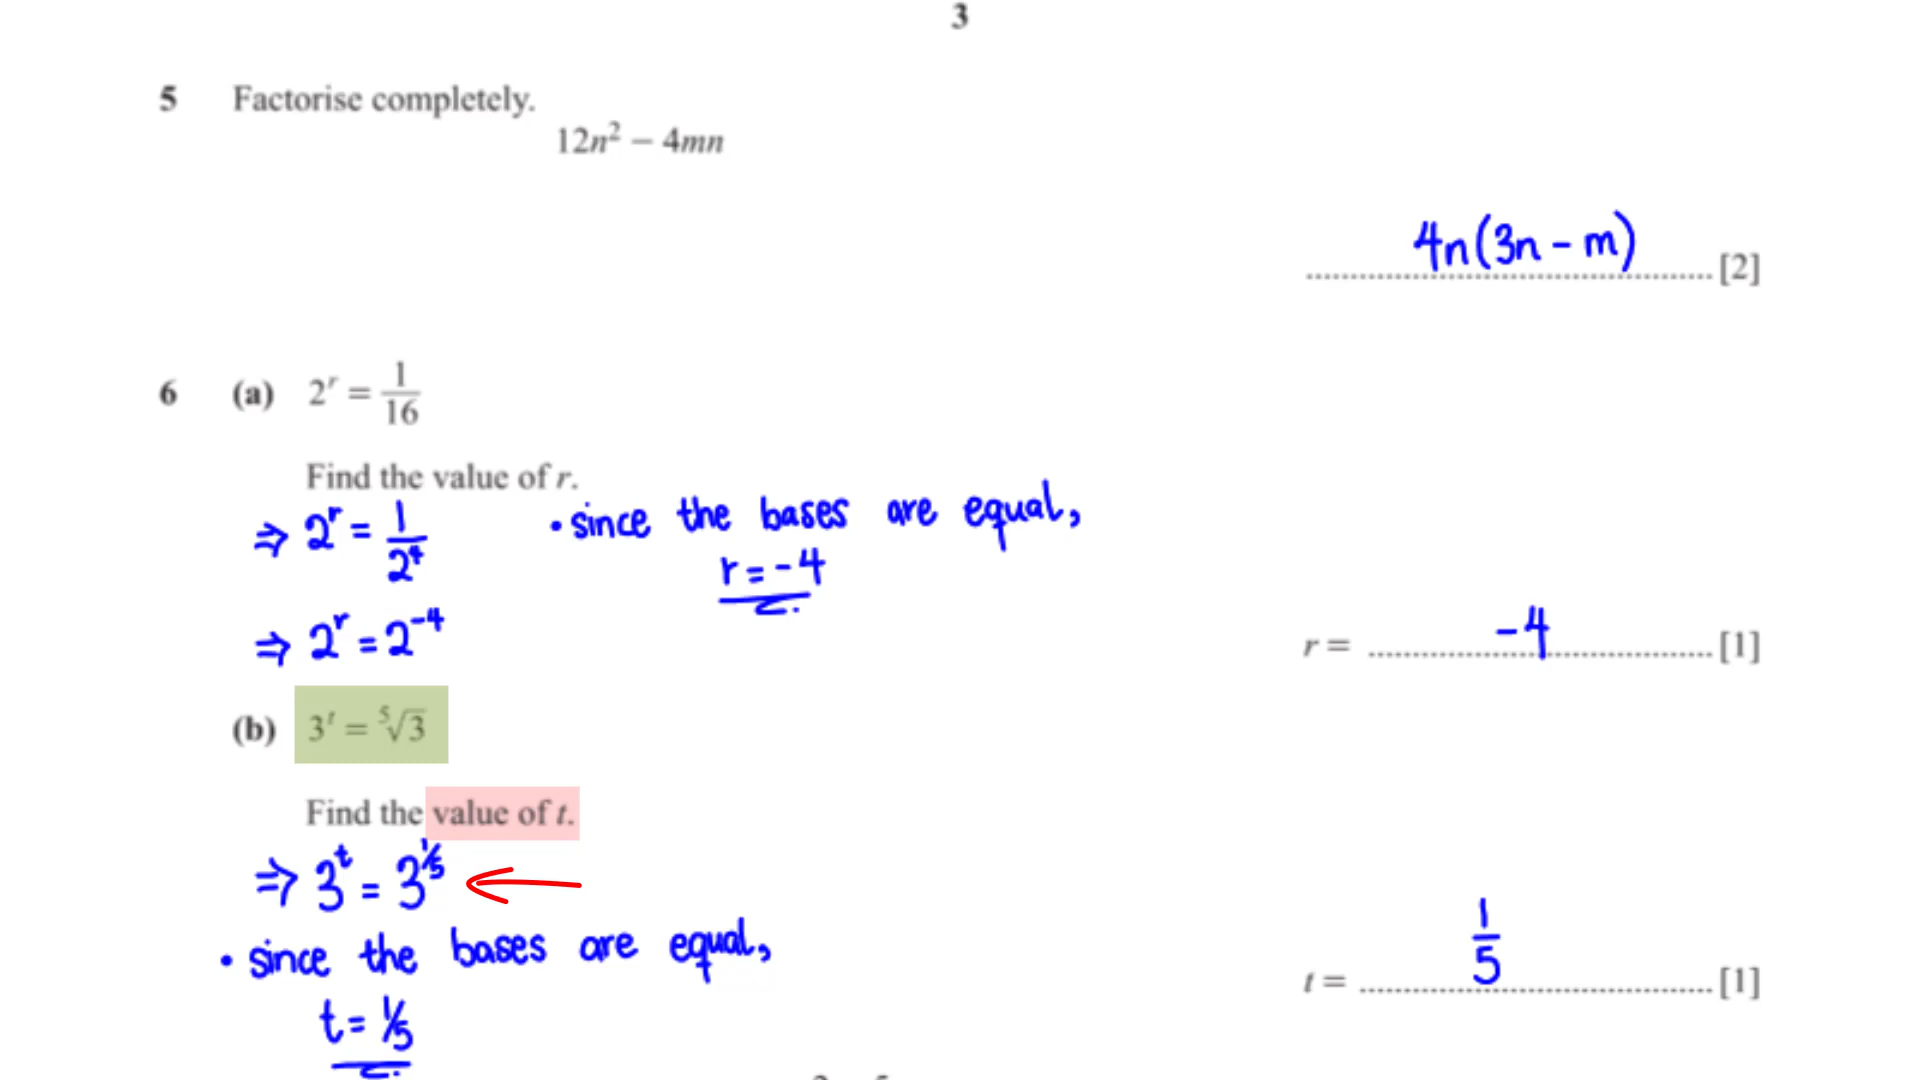 3
5 Factorise completely.
12n² – 4mn
4n(3n – m) [2]
6 (a) 2ʳ = 1/16
Find the value of r.
⇒ 2ʳ = 1/2⁴
• since the bases are equal,
r = -4
⇒ 2ʳ = 2⁻⁴
r = -4 [1]
(b) 3ᵗ = ⁵√3
Find the value of t.
⇒ 3ᵗ = 3^1/5
• since the bases are equal,
t = 1/5
t = 1/5 [1]